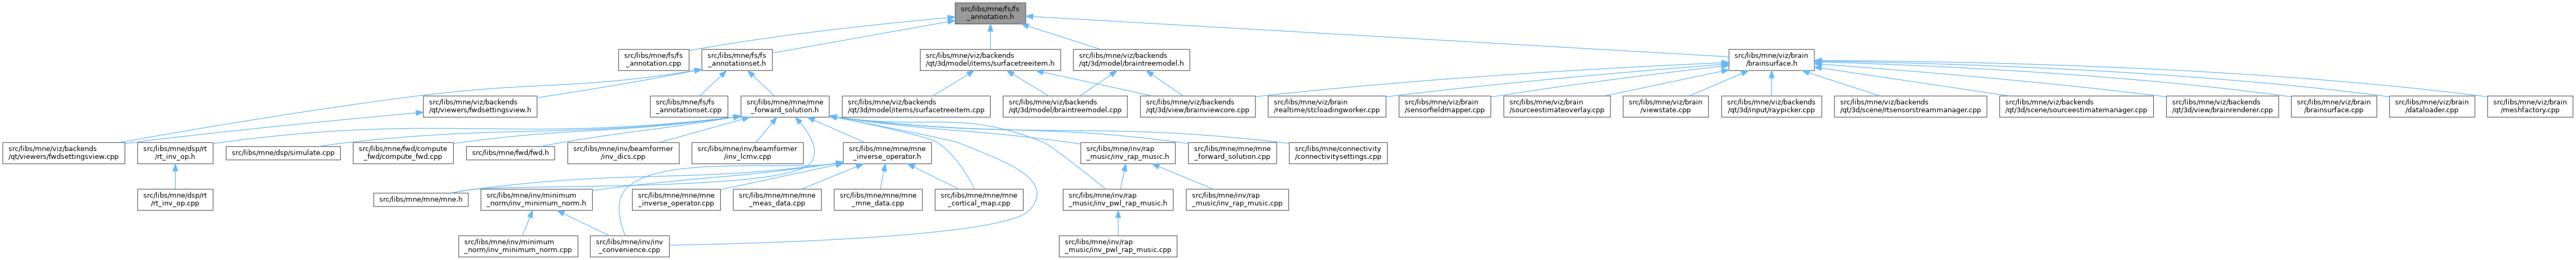 src/libs/mne/fs/fs
_annotation.h
src/libs/mne/fs/fs
_annotation.cpp
src/libs/mne/fs/fs
_annotationset.h
src/libs/mne/viz/backends
/qt/3d/model/items/surfacetreeitem.h
src/libs/mne/viz/backends
/qt/3d/model/braintreemodel.h
src/libs/mne/viz/brain
/brainsurface.h
src/libs/mne/viz/backends
/qt/viewers/fwdsettingsview.h
src/libs/mne/fs/fs
_annotationset.cpp
src/libs/mne/mne/mne
_forward_solution.h
src/libs/mne/viz/backends
/qt/3d/model/items/surfacetreeitem.cpp
src/libs/mne/viz/backends
/qt/3d/model/braintreemodel.cpp
src/libs/mne/viz/backends
/qt/3d/view/brainviewcore.cpp
src/libs/mne/viz/brain
/realtime/stcloadingworker.cpp
src/libs/mne/viz/brain
/sensorfieldmapper.cpp
src/libs/mne/viz/brain
/sourceestimateoverlay.cpp
src/libs/mne/viz/brain
/viewstate.cpp
src/libs/mne/viz/backends
/qt/3d/input/raypicker.cpp
src/libs/mne/viz/backends
/qt/3d/scene/rtsensorstreammanager.cpp
src/libs/mne/viz/backends
/qt/3d/scene/sourceestimatemanager.cpp
src/libs/mne/viz/backends
/qt/3d/view/brainrenderer.cpp
src/libs/mne/viz/brain
/brainsurface.cpp
src/libs/mne/viz/brain
/dataloader.cpp
src/libs/mne/viz/brain
/meshfactory.cpp
src/libs/mne/viz/backends
/qt/viewers/fwdsettingsview.cpp
src/libs/mne/dsp/rt
/rt_inv_op.h
src/libs/mne/dsp/simulate.cpp
src/libs/mne/fwd/compute
_fwd/compute_fwd.cpp
src/libs/mne/fwd/fwd.h
src/libs/mne/inv/beamformer
/inv_dics.cpp
src/libs/mne/inv/beamformer
/inv_lcmv.cpp
src/libs/mne/mne/mne
_inverse_operator.h
src/libs/mne/inv/rap
_music/inv_rap_music.h
src/libs/mne/mne/mne
_forward_solution.cpp
src/libs/mne/connectivity
/connectivitysettings.cpp
src/libs/mne/dsp/rt
/rt_inv_op.cpp
src/libs/mne/mne/mne.h
src/libs/mne/inv/minimum
_norm/inv_minimum_norm.h
src/libs/mne/mne/mne
_inverse_operator.cpp
src/libs/mne/mne/mne
_meas_data.cpp
src/libs/mne/mne/mne
_mne_data.cpp
src/libs/mne/mne/mne
_cortical_map.cpp
src/libs/mne/inv/rap
_music/inv_pwl_rap_music.h
src/libs/mne/inv/rap
_music/inv_rap_music.cpp
src/libs/mne/inv/minimum
_norm/inv_minimum_norm.cpp
src/libs/mne/inv/inv
_convenience.cpp
src/libs/mne/inv/rap
_music/inv_pwl_rap_music.cpp